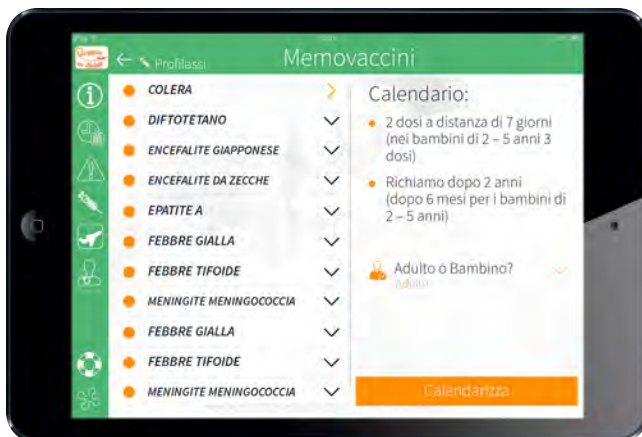 Profilassi
Memovaccini
COLERA
DIFTOTETANO
ENCEFALITE GIAPPONESE
ENCEFALITE DA ZECCHE
EPATITE A
FEBBRE GIALLA
FEBBRE TIFOIDE
MENINGITE MENINGOCOCCIA
FEBBRE GIALLA
FEBBRE TIFOIDE
MENINGITE MENINGOCOCCIA
Calendario:
2 dosi a distanza di 7 giorni
(nei bambini di 2 – 5 anni 3
dosi)
Richiamo dopo 2 anni
(dopo 6 mesi per i bambini di
2 – 5 anni)
Adulto o Bambino?
Adulto
Calendarizza